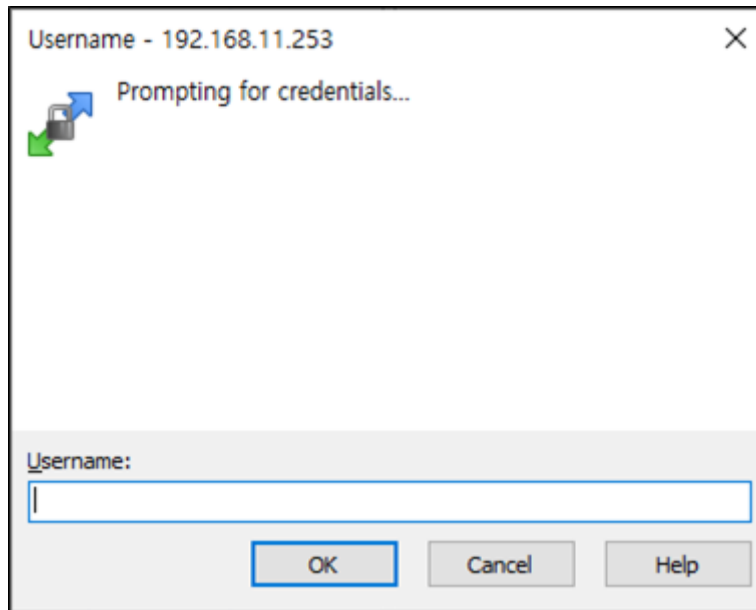 Username - 192.168.11.253
Prompting for credentials...
Username:
OK Cancel Help